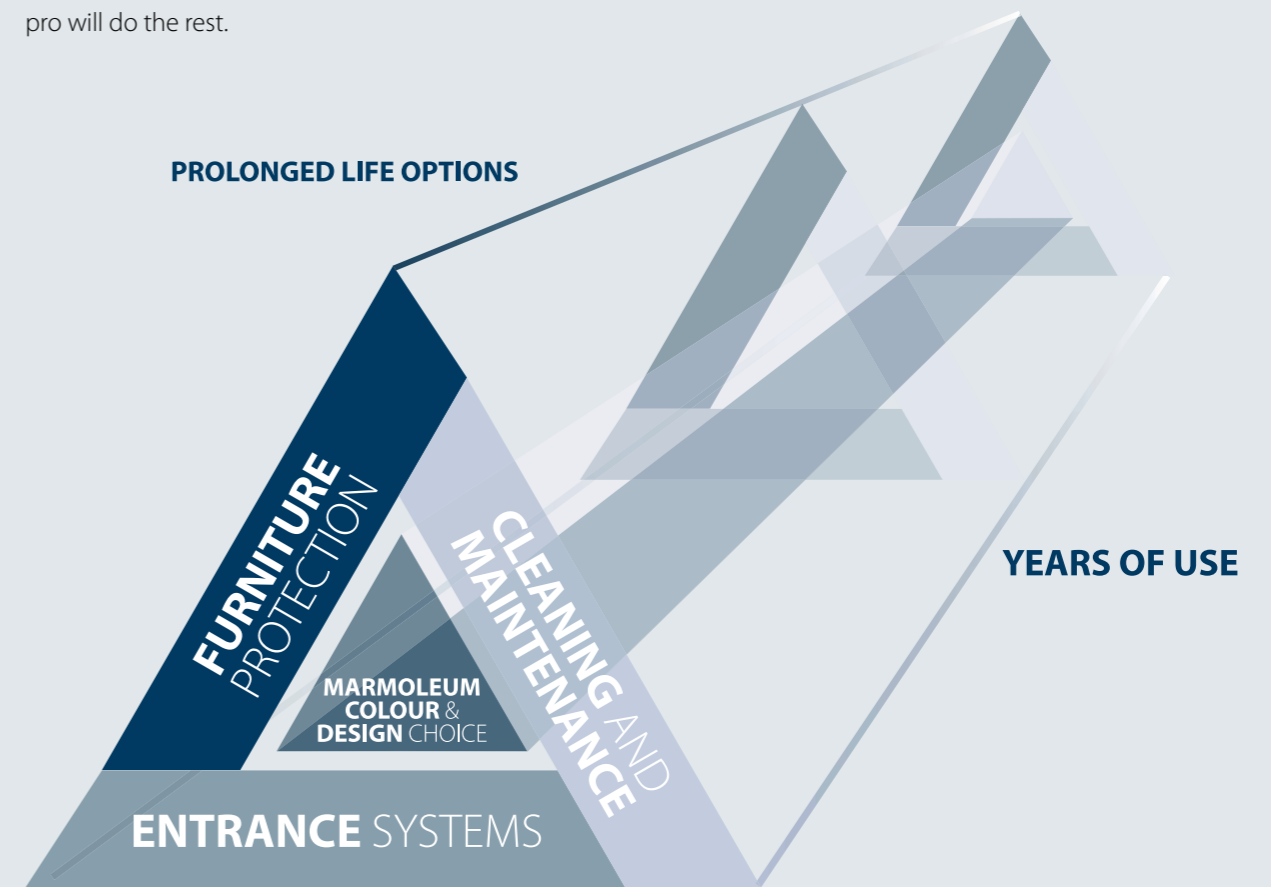 pro will do the rest.
PROLONGED LIFE OPTIONS
FURNITURE
PROTECTION
CLEANING AND
MAINTENANCE
MARMOLEUM
COLOUR &
DESIGN CHOICE
YEARS OF USE
ENTRANCE SYSTEMS